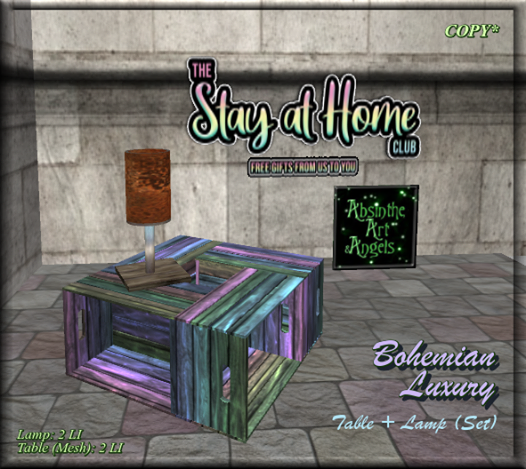 COPY*
THE
Stay at Home
CLUB
FREE GIFTS FROM US TO YOU
Absinthe
Art
&Angels
Bohemian
Luxury
Table + Lamp (Set)
Lamp: 2 LI
Table (Mesh): 2 LI